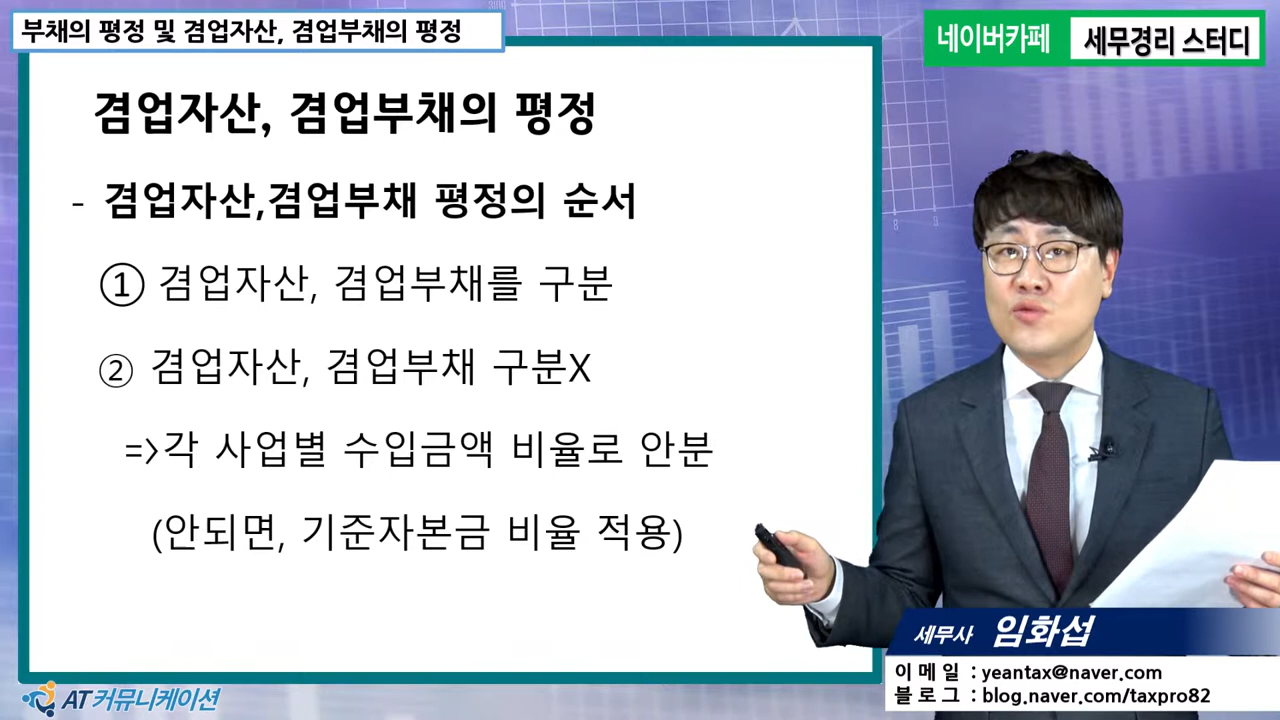 부채의 평정 및 겸업자산, 겸업부채의 평정
네이버카페 세무경리 스터디
겸업자산, 겸업부채의 평정
- 겸업자산,겸업부채 평정의 순서
① 겸업자산, 겸업부채를 구분
② 겸업자산, 겸업부채 구분X
=>각 사업별 수입금액 비율로 안분
(안되면, 기준자본금 비율 적용)
세무사 임화섭
이 메 일 : yeantax@naver.com
블 로 그 : blog.naver.com/taxpro82
AT커뮤니케이션